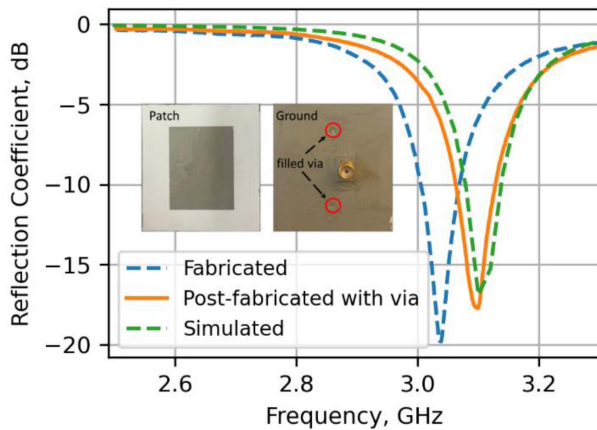 Reflection Coefficient, dB
0
−5
−10
−15
−20
Patch
Ground
filled via
Fabricated
Post-fabricated with via
Simulated
2.6
2.8
3.0
3.2
Frequency, GHz